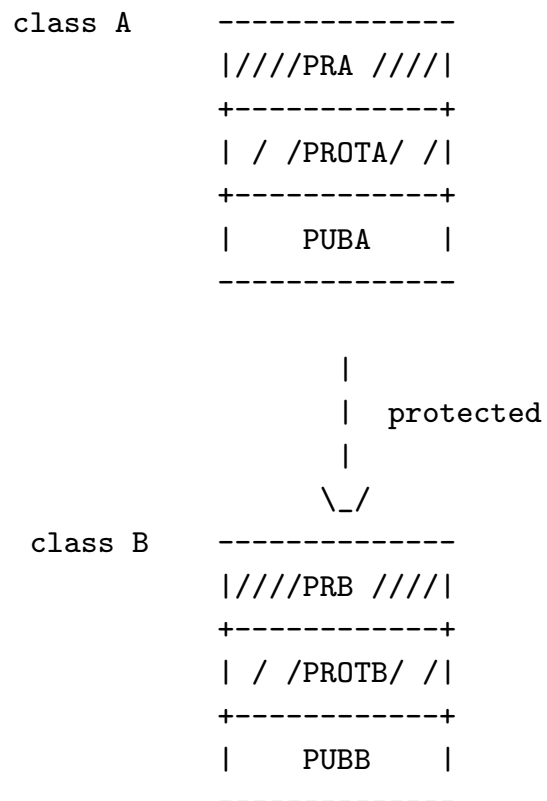 class A    --------------
|////PRA ////|
+------------+
| / /PROTA/ /|
+------------+
|    PUBA    |
--------------
|
|  protected
|
\_/
class B    --------------
|////PRB ////|
+------------+
| / /PROTB/ /|
+------------+
|    PUBB    |
--------------